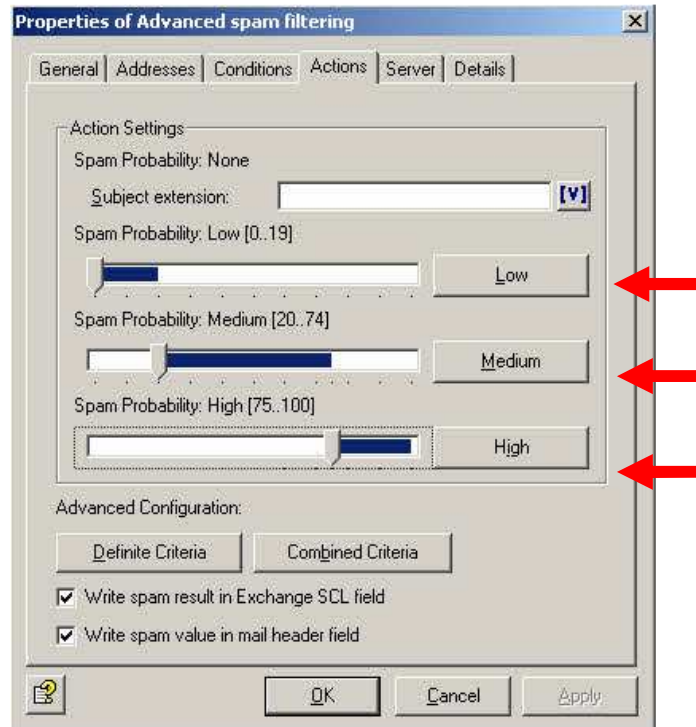 Properties of Advanced spam filtering
General Addresses Conditions Actions Server Details
Action Settings
Spam Probability: None
Subject extension: [V]
Spam Probability: Low [0..19]
Low
Spam Probability: Medium [20..74]
Medium
Spam Probability: High [75..100]
High
Advanced Configuration:
Definite Criteria Combined Criteria
Write spam result in Exchange SCL field
Write spam value in mail header field
OK Cancel Apply